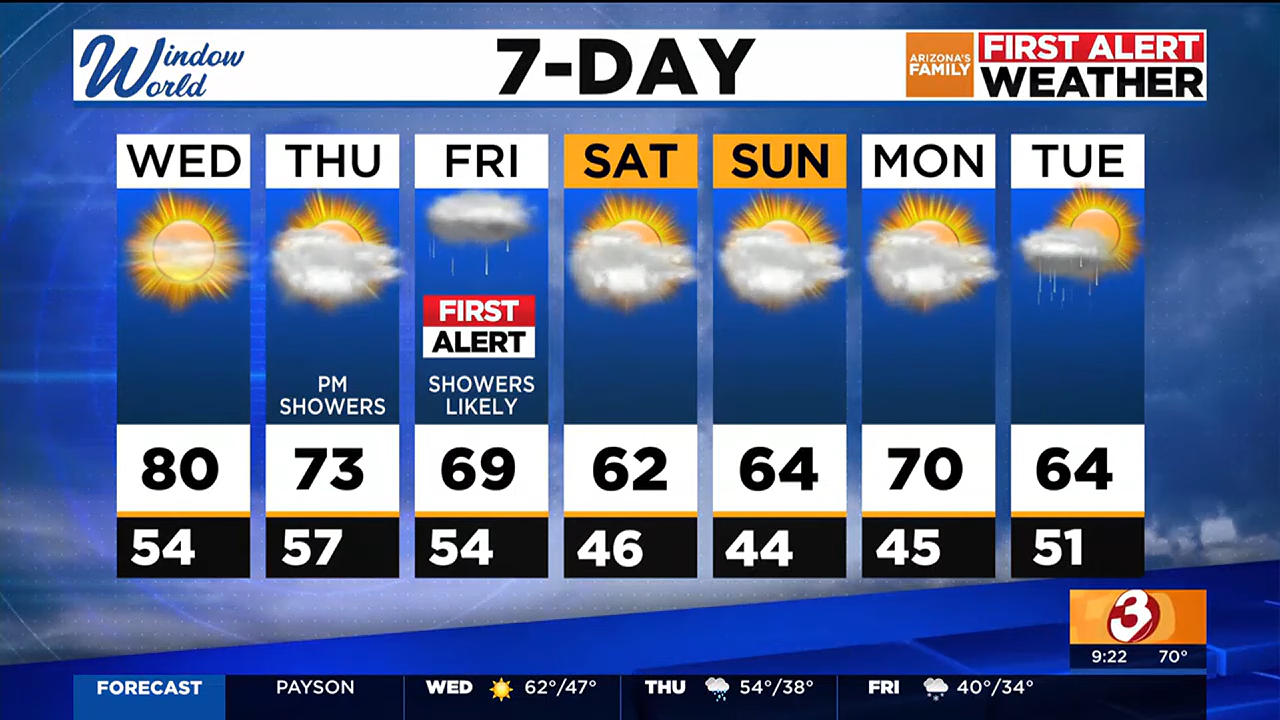 Window World
7-DAY
ARIZONA'S FAMILY
FIRST ALERT
WEATHER
WED THU FRI SAT SUN MON TUE
FIRST
ALERT
PM SHOWERS
SHOWERS LIKELY
80 73 69 62 64 70 64
54 57 54 46 44 45 51
3
9:22 70°
FORECAST PAYSON WED 62°/47° THU 54°/38° FRI 40°/34°